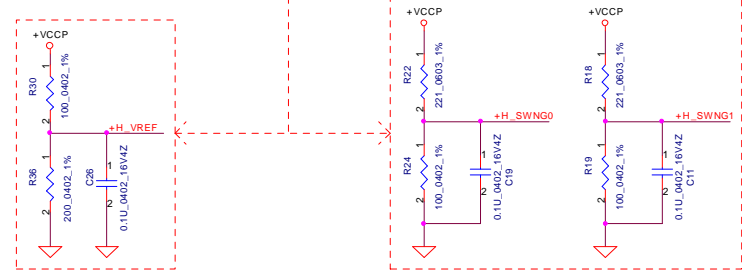 +VCCP
R30
100_0402_1%
1
2
+H_VREF
R36
200_0402_1%
1
2
C26
0.1U_0402_16V4Z
1
2
+VCCP
R22
221_0603_1%
1
2
+H_SWNG0
R24
100_0402_1%
1
2
C19
0.1U_0402_16V4Z
1
2
+VCCP
R18
221_0603_1%
1
2
+H_SWNG1
R19
100_0402_1%
1
2
C11
0.1U_0402_16V4Z
1
2